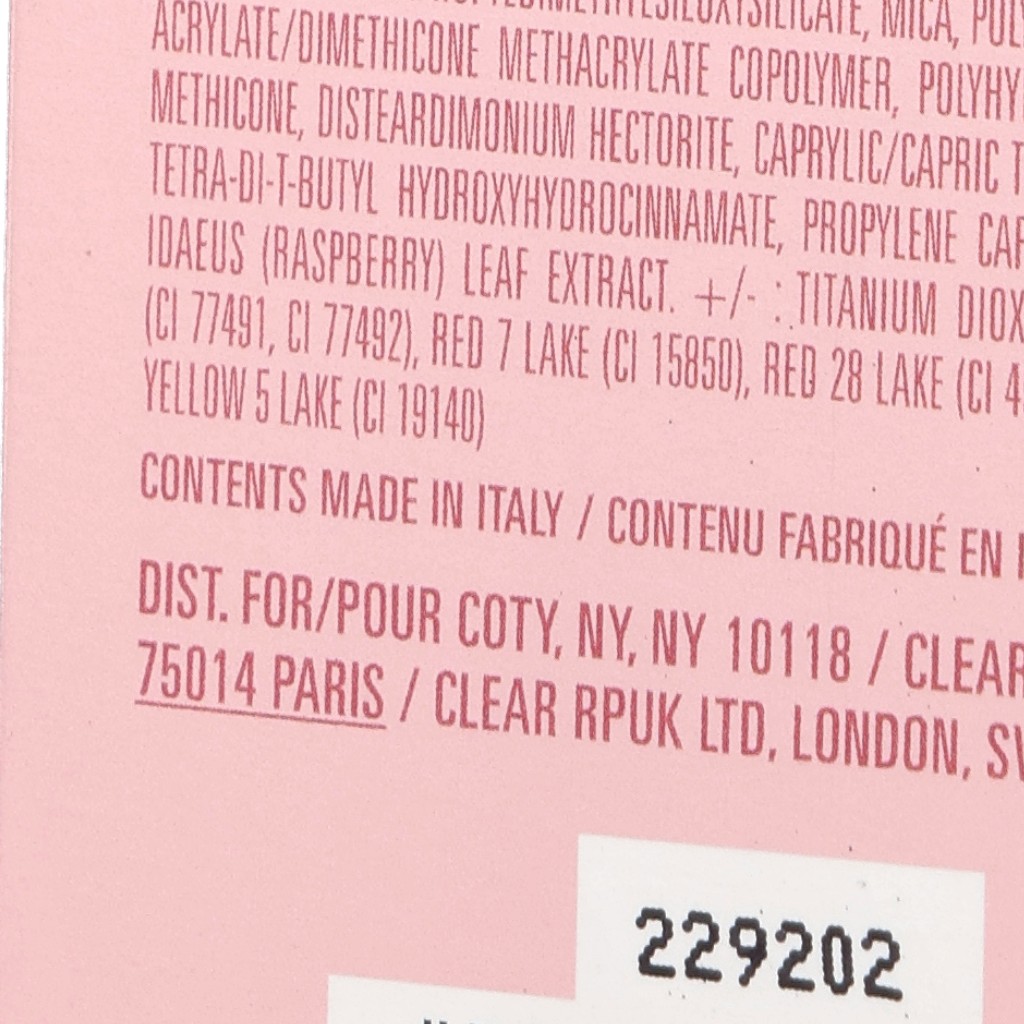 MICA,
ACRYLATE/DIMETHICONE METHACRYLATE COPOLYMER,
METHICONE, DISTEARDIMONIUM HECTORITE, CAPRYLIC/CAPRIC
TETRA-DI-T-BUTYL HYDROXYHYDROCINNAMATE, PROPYLENE
IDAEUS (RASPBERRY) LEAF EXTRACT. +/- : TITANIUM
(CI 77491, CI 77492), RED 7 LAKE (CI 15850), RED 28 LAKE (CI
YELLOW 5 LAKE (CI 19140)
CONTENTS MADE IN ITALY / CONTENU FABRIQUÉ EN
DIST. FOR/POUR COTY, NY, NY 10118 / CLEAR
75014 PARIS / CLEAR RPUK LTD, LONDON,
229202